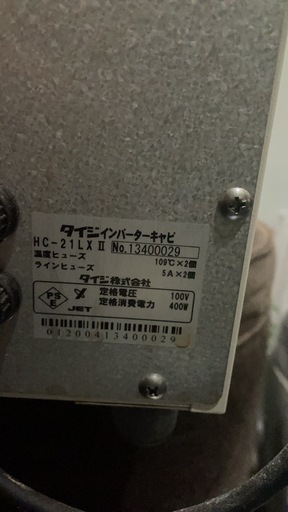 タイジインバーターキャビ
HC-21LXⅡ No.13400029
温度ヒューズ 109℃×2個
ラインヒューズ 5A×2個
タイジ株式会社
PS E JET 定格電圧 100V
定格消費電力 400W
0120041340029